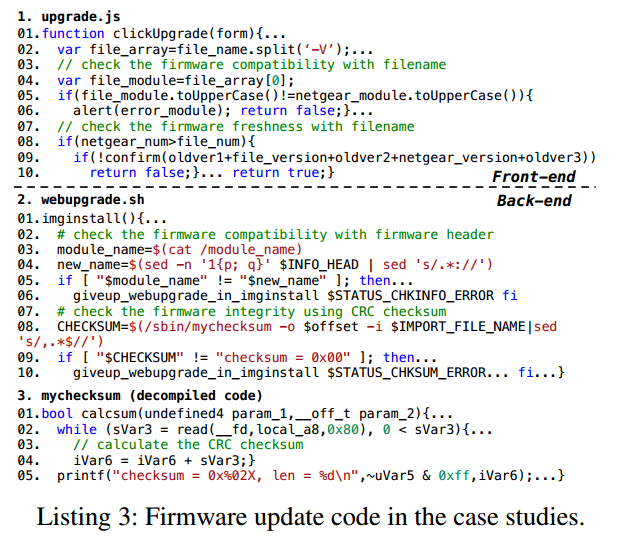 1. upgrade.js
01.function clickUpgrade(form){...
02. var file_array=file_name.split(‘-V’);...
03. // check the firmware compatibility with filename
04. var file_module=file_array[0];
05. if(file_module.toUpperCase()!=netgear_module.toUpperCase()){
06. alert(error_module); return false;}...
07. // check the firmware freshness with filename
08. if(netgear_num>file_num){
09. if(!confirm(oldver1+file_version+oldver2+netgear_version+oldver3))
10. return false;}... return true;}
Front-end
Back-end
2. webupgrade.sh
01.imginstall(){...
02. # check the firmware compatibility with firmware header
03. module_name=$(cat /module_name)
04. new_name=$(sed -n '1{p; q}' $INFO_HEAD | sed 's/.*://')
05. if [ "$module_name" != "$new_name" ]; then...
06. giveup_webupgrade_in_imginstall $STATUS_CHKINFO_ERROR fi
07. # check the firmware integrity using CRC checksum
08. CHECKSUM=$(/sbin/mychecksum -o $offset -i $IMPORT_FILE_NAME|sed
's/,.*$//')
09. if [ "$CHECKSUM" != "checksum = 0x00" ]; then...
10. giveup_webupgrade_in_imginstall $STATUS_CHKSUM_ERROR... fi...}
3. mychecksum (decompiled code)
01.bool calcsum(undefined4 param_1,__off_t param_2){...
02. while (sVar3 = read(__fd,local_a8,0x80), 0 < sVar3){...
03. // calculate the CRC checksum
04. iVar6 = iVar6 + sVar3;}
05. printf("checksum = 0x%02X, len = %d\n",~uVar5 & 0xff,iVar6);...}
Listing 3: Firmware update code in the case studies.